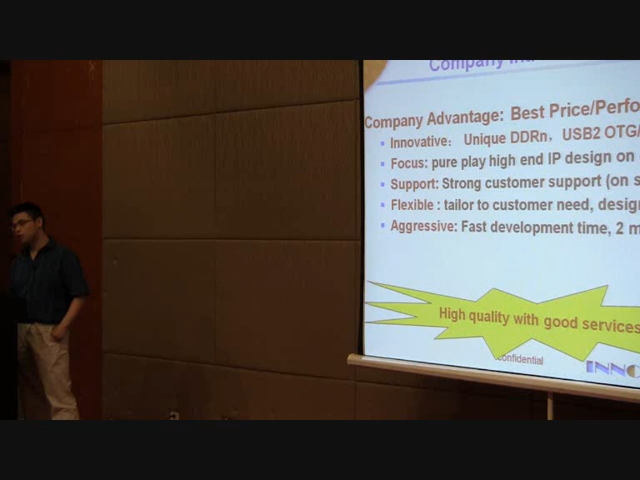 Company
Company Advantage: Best Price/Perfo
Innovative: Unique DDRn, USB2 OTG/
Focus: pure play high end IP design on
Support: Strong customer support (on s
Flexible : tailor to customer need, design
Aggressive: Fast development time, 2 m
High quality with good services
confidential
INNO